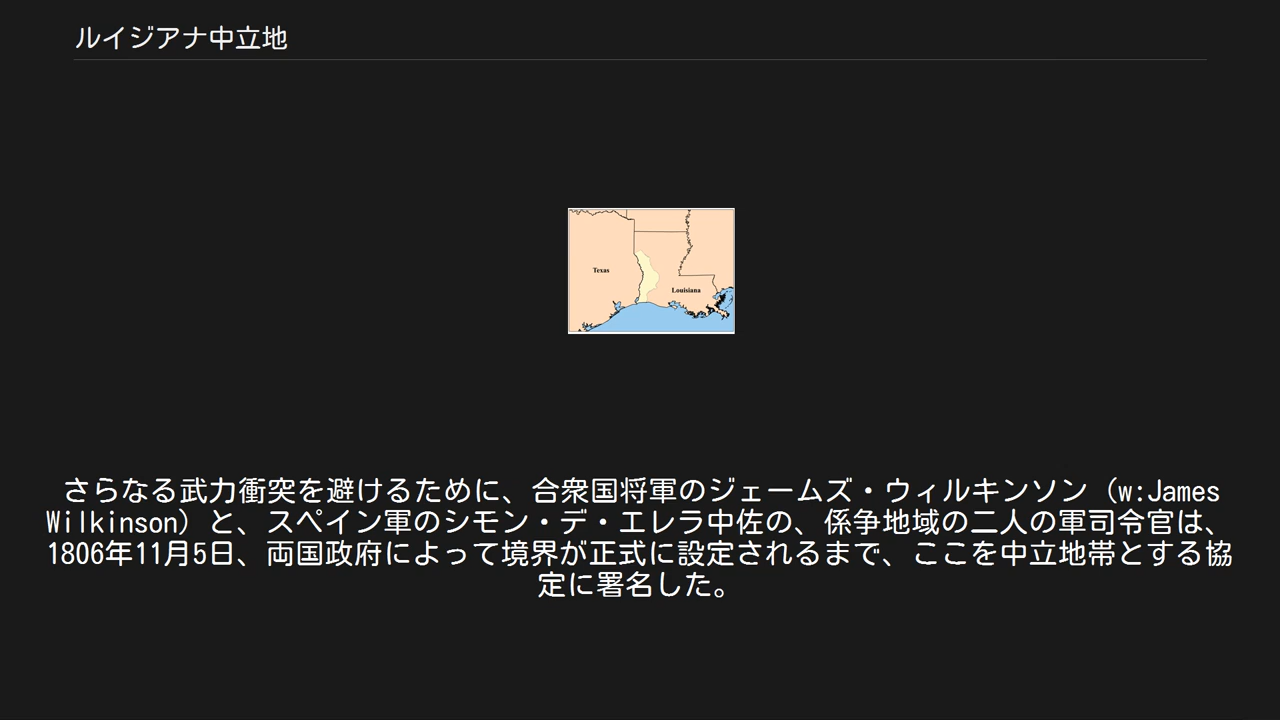 ルイジアナ中立地
Texas
Louisiana
さらなる武力衝突を避けるために、合衆国将軍のジェームズ・ウィルキンソン（w:James
Wilkinson）と、スペイン軍のシモン・デ・エレラ中佐の、係争地域の二人の軍司令官は、
1806年11月5日、両国政府によって境界が正式に設定されるまで、ここを中立地帯とする協
定に署名した。